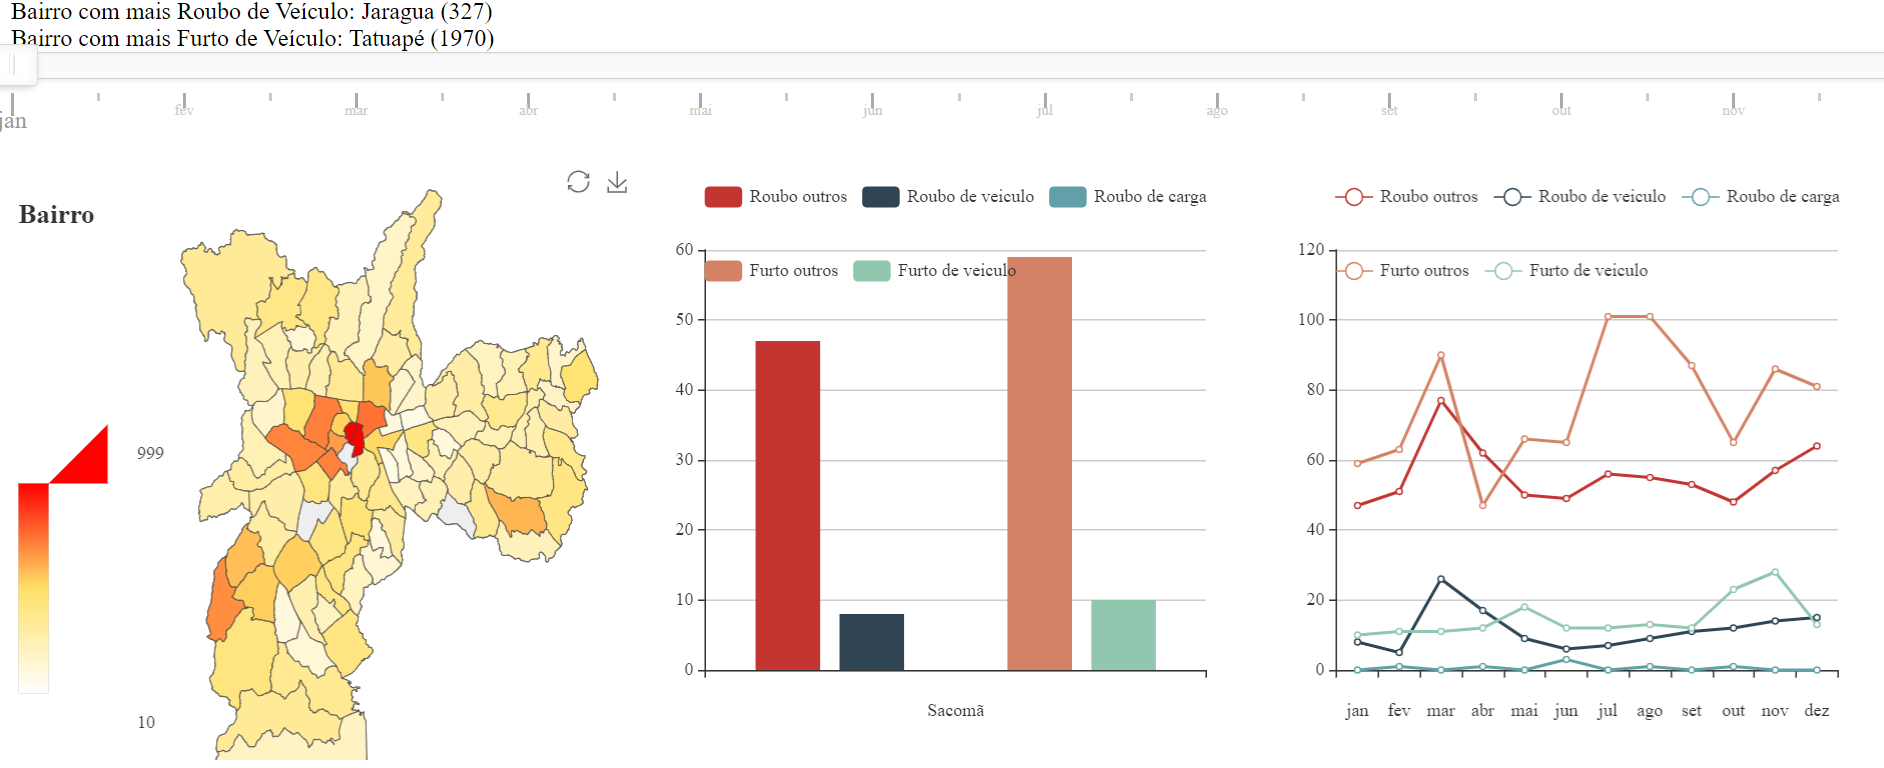 Bairro com mais Roubo de Veículo: Jaragua (327)
Bairro com mais Furto de Veículo: Tatuapé (1970)
jan fev mar abr mai jun jul ago set out nov
Bairro
999
10
Roubo outros Roubo de veiculo Roubo de carga
Furto outros Furto de veiculo
60
50
40
30
20
10
0
Sacomã
Roubo outros Roubo de veiculo Roubo de carga
Furto outros Furto de veiculo
120
100
80
60
40
20
0
jan fev mar abr mai jun jul ago set out nov dez